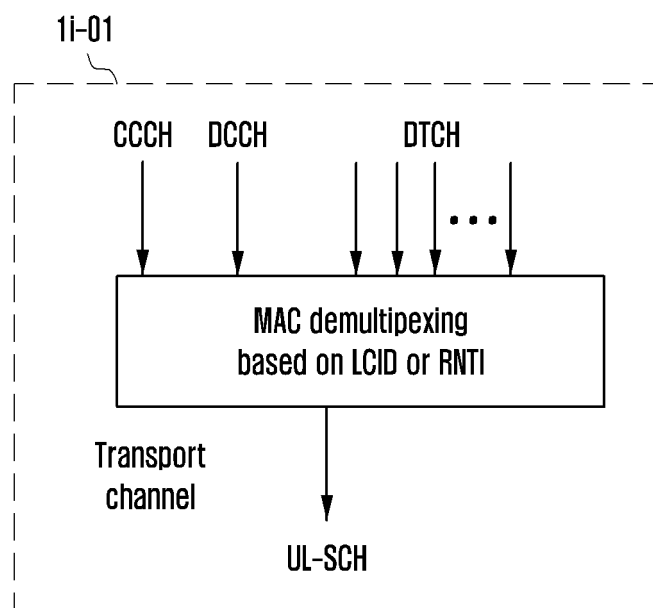 1i-01
CCCH DCCH DTCH
MAC demultipexing
based on LCID or RNTI
Transport
channel
UL-SCH